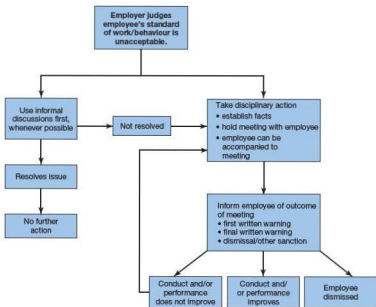 Employer judges
employee's standard
of work/behaviour is
unacceptable.
Use informal
discussions first,
whenever possible
Not resolved
Take disciplinary action
• establish facts
• hold meeting with employee
• employee can be
accompanied to
meeting
Resolves issue
No further
action
Inform employee of outcome
of meeting
• first written warning
• final written warning
• dismissal/other sanction
Conduct and/or
performance
does not improve
Conduct and/
or performance
improves
Employee
dismissed